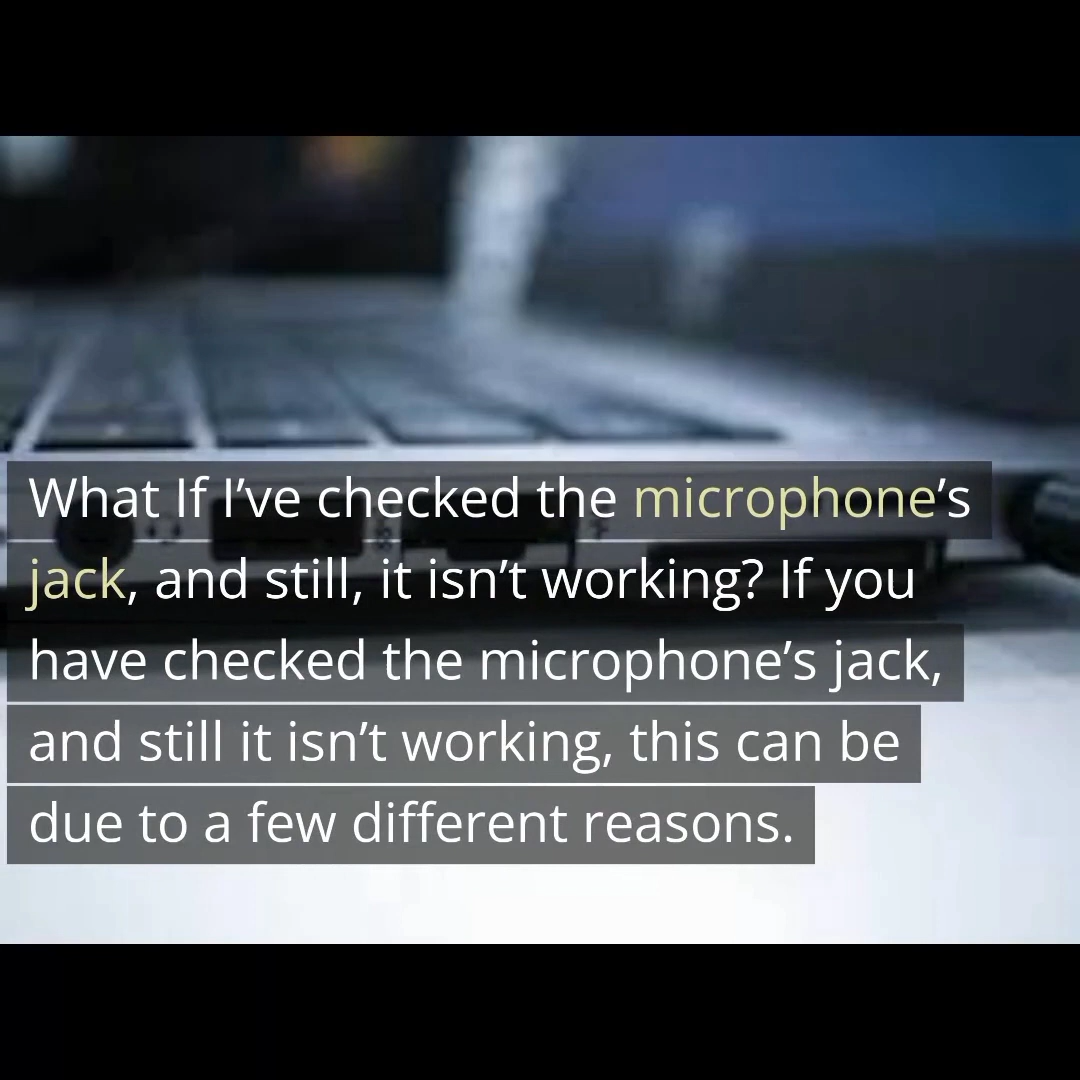 What If I’ve checked the microphone’s
jack, and still, it isn’t working? If you
have checked the microphone’s jack,
and still it isn’t working, this can be
due to a few different reasons.